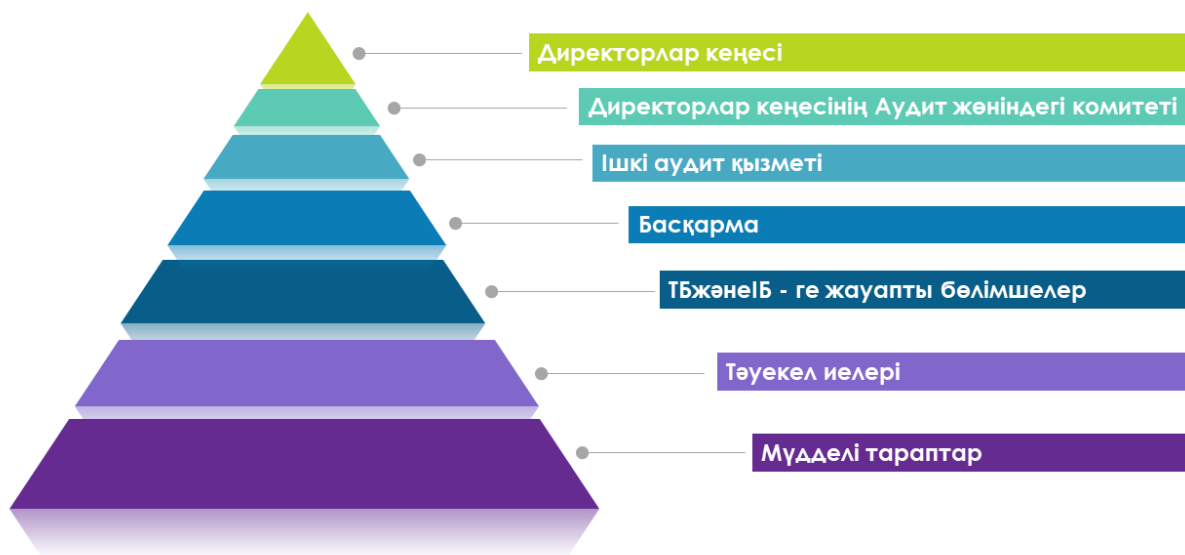 Директорлар кеңесі
Директорлар кеңесінің Аудит жөніндегі комитеті
Ішкі аудит қызметі
Басқарма
ТБжәнеІБ - ге жауапты бөлімшелер
Тәуекел иелері
Мүдделі тараптар